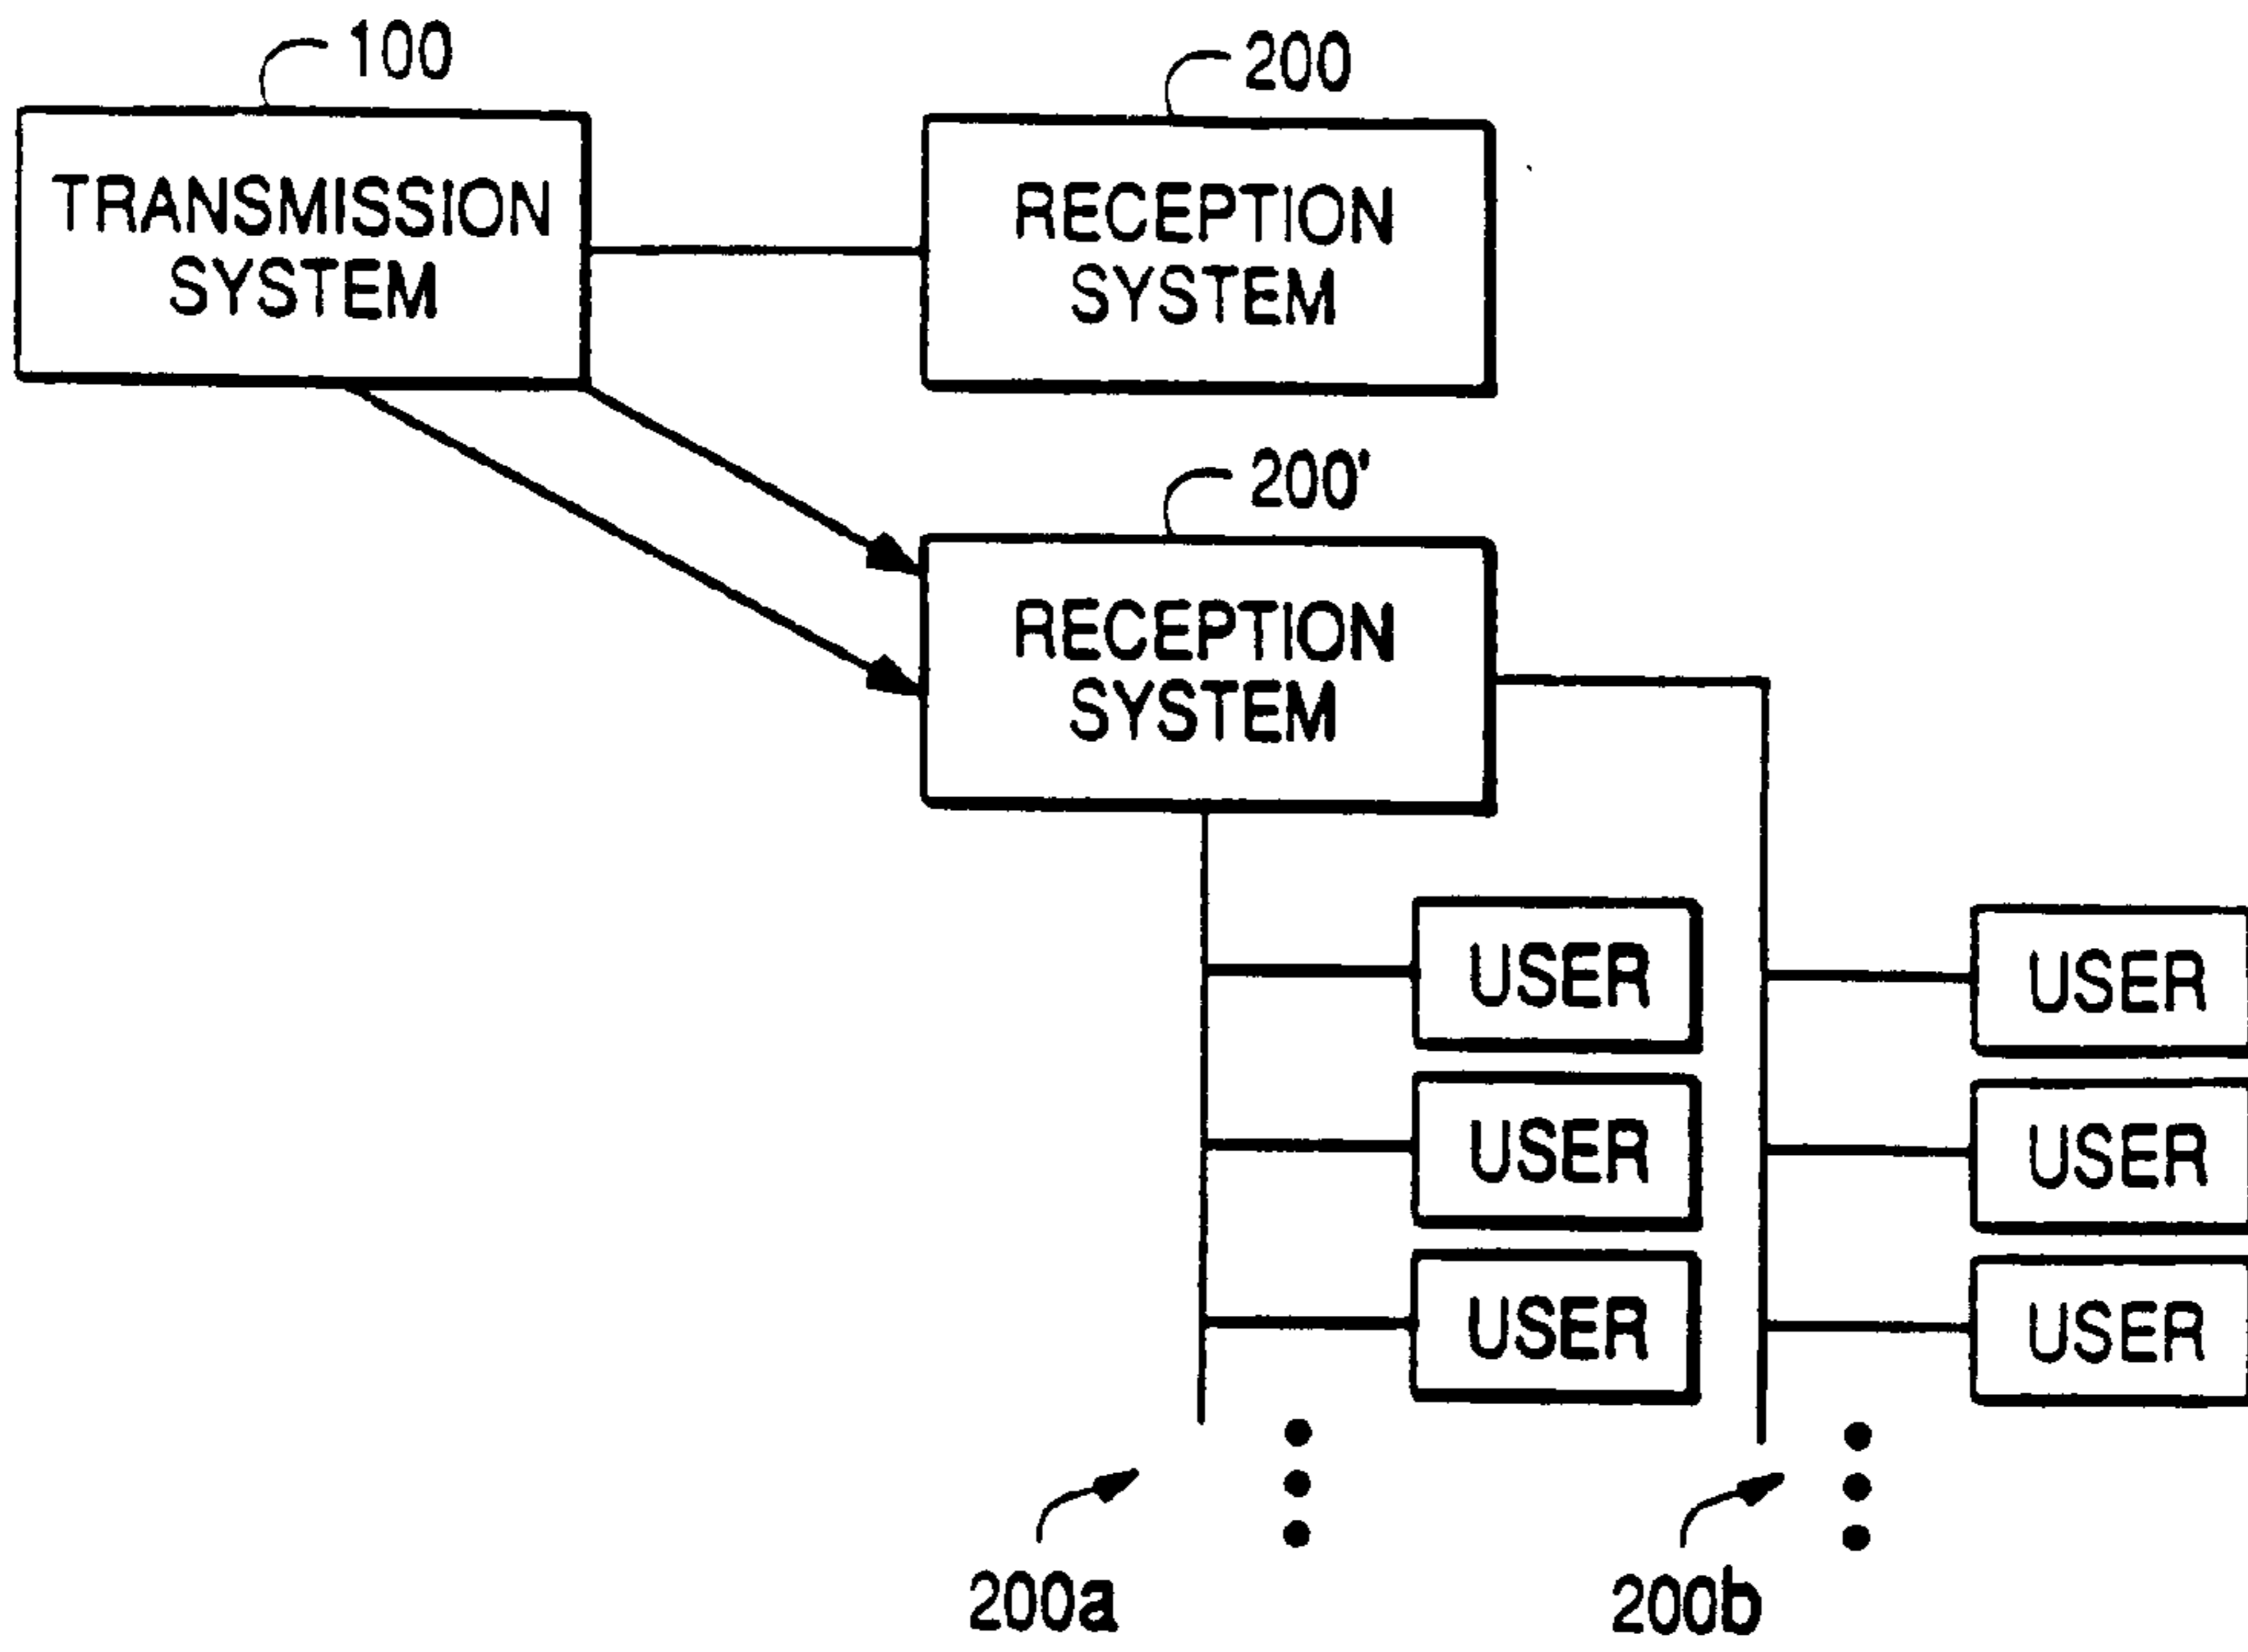 100
TRANSMISSION
SYSTEM
200
RECEPTION
SYSTEM
200'
RECEPTION
SYSTEM
USER
USER
USER
USER
USER
USER
200a
200b